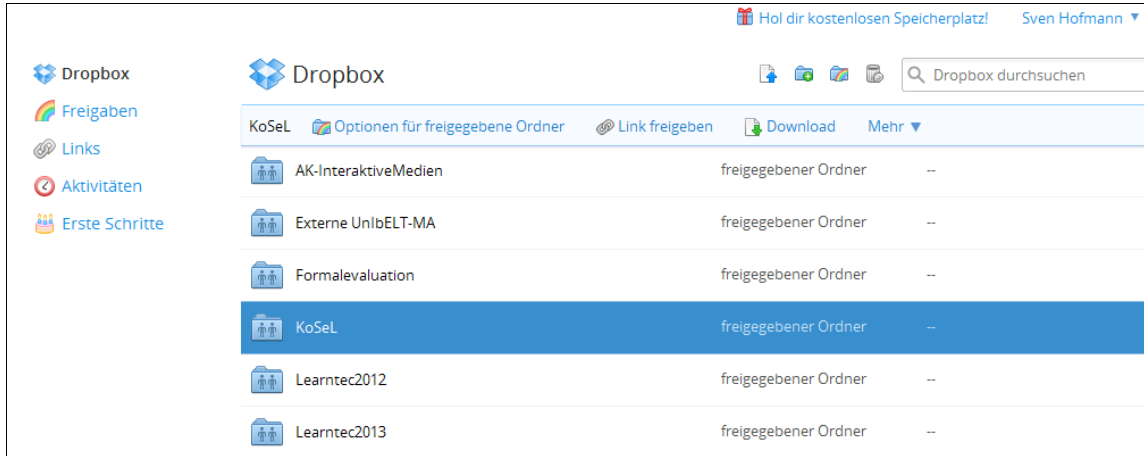 Hol dir kostenlosen Speicherplatz! Sven Hofmann ▼
Dropbox
Freigaben
Links
Aktivitäten
Erste Schritte
Dropbox
Dropbox durchsuchen
KoSeL Optionen für freigegebene Ordner Link freigeben Download Mehr ▼
AK-InteraktiveMedien freigegebener Ordner --
Externe UnIbELT-MA freigegebener Ordner --
Formalevaluation freigegebener Ordner --
KoSeL freigegebener Ordner --
Learntec2012 freigegebener Ordner --
Learntec2013 freigegebener Ordner --